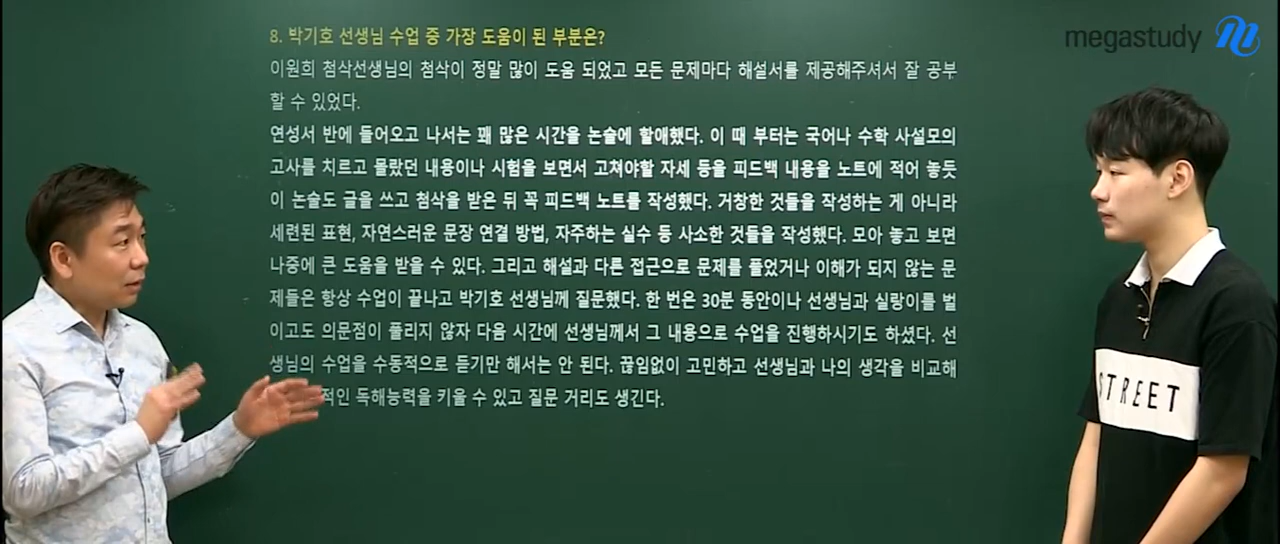 megastudy
8. 박기호 선생님 수업 중 가장 도움이 된 부분은?
이원희 첨삭선생님의 첨삭이 정말 많이 도움 되었고 모든 문제마다 해설서를 제공해주셔서 잘 공부
할 수 있었다.
연성서 반에 들어오고 나서는 꽤 많은 시간을 논술에 할애했다. 이 때 부터는 국어나 수학 사설모의
고사를 치르고 몰랐던 내용이나 시험을 보면서 고쳐야할 자세 등을 피드백 내용을 노트에 적어 놓듯
이 논술도 글을 쓰고 첨삭을 받은 뒤 꼭 피드백 노트를 작성했다. 거창한 것들을 작성하는 게 아니라
세련된 표현, 자연스러운 문장 연결 방법, 자주하는 실수 등 사소한 것들을 작성했다. 모아 놓고 보면
나중에 큰 도움을 받을 수 있다. 그리고 해설과 다른 접근으로 문제를 풀었거나 이해가 되지 않는 문
제들은 항상 수업이 끝나고 박기호 선생님께 질문했다. 한 번은 30분 동안이나 선생님과 실랑이를 벌
이고도 의문점이 풀리지 않자 다음 시간에 선생님께서 그 내용으로 수업을 진행하시기도 하셨다. 선
생님의 수업을 수동적으로 듣기만 해서는 안 된다. 끊임없이 고민하고 선생님과 나의 생각을 비교해
적인 독해능력을 키울 수 있고 질문 거리도 생긴다.
STREET